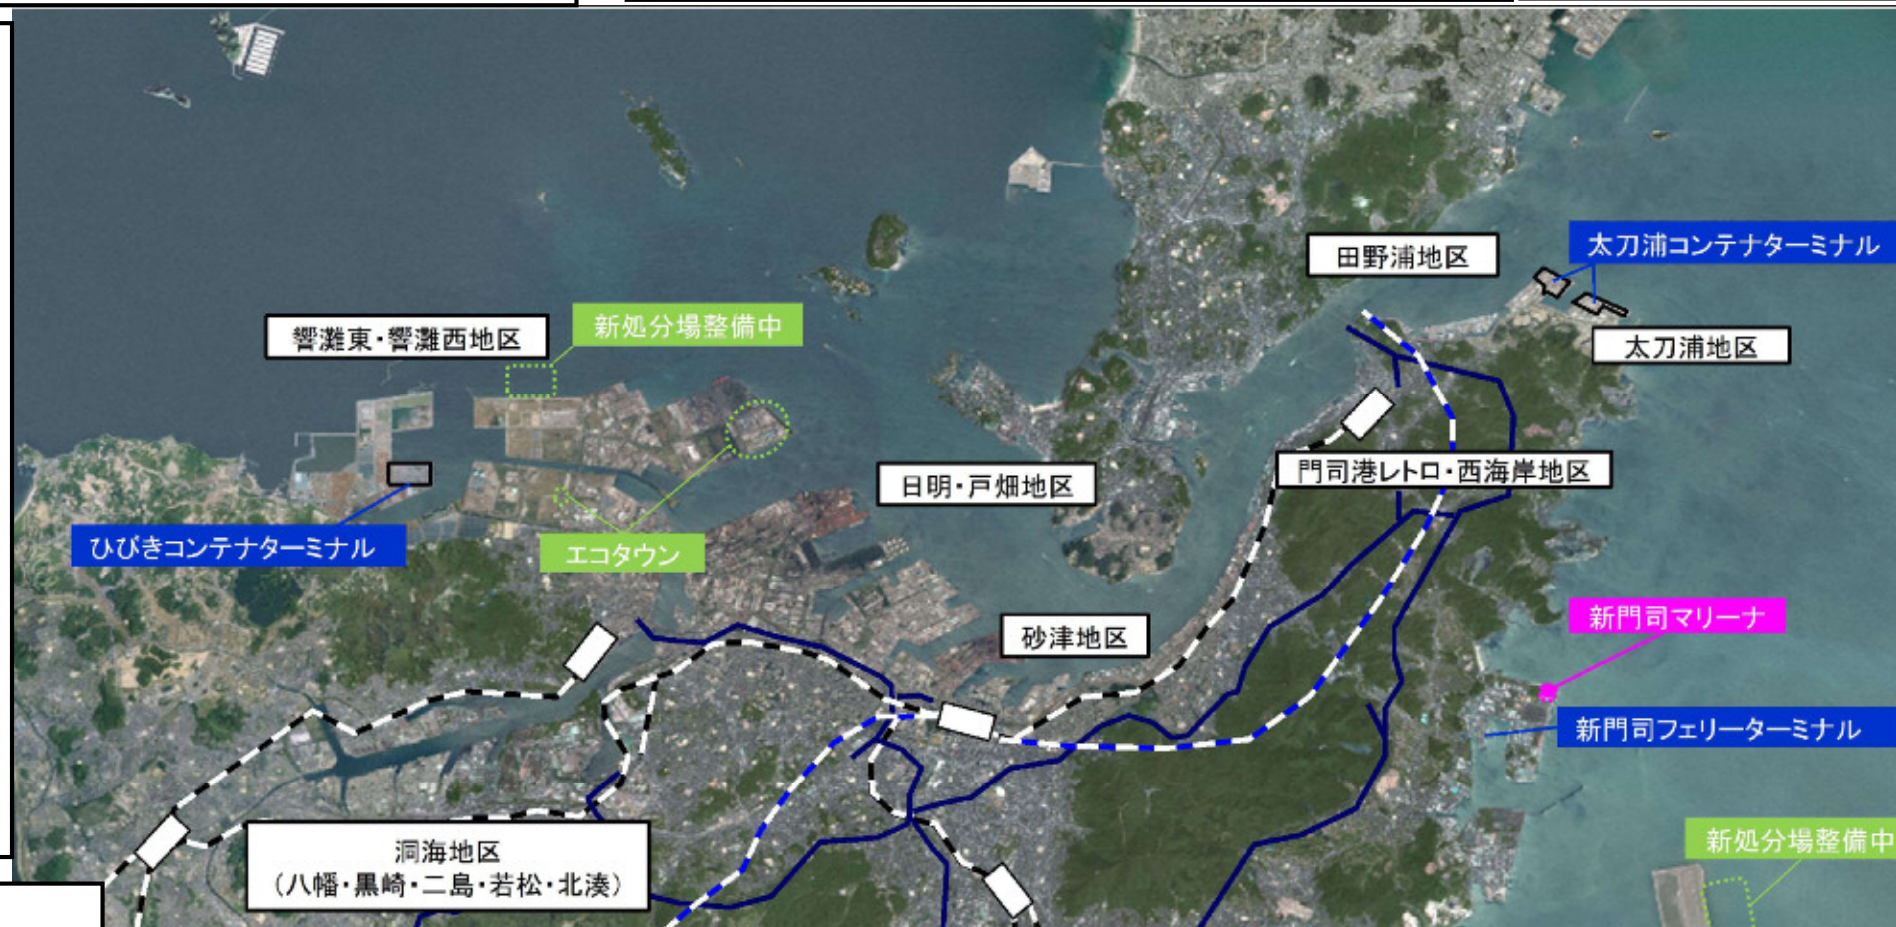 田野浦地区
太刀浦コンテナターミナル
響灘東・響灘西地区
新処分場整備中
太刀浦地区
日明・戸畑地区
門司港レトロ・西海岸地区
ひびきコンテナターミナル
エコタウン
砂津地区
新門司マリーナ
新門司フェリーターミナル
洞海地区
（八幡・黒崎・二島・若松・北湊）
新処分場整備中